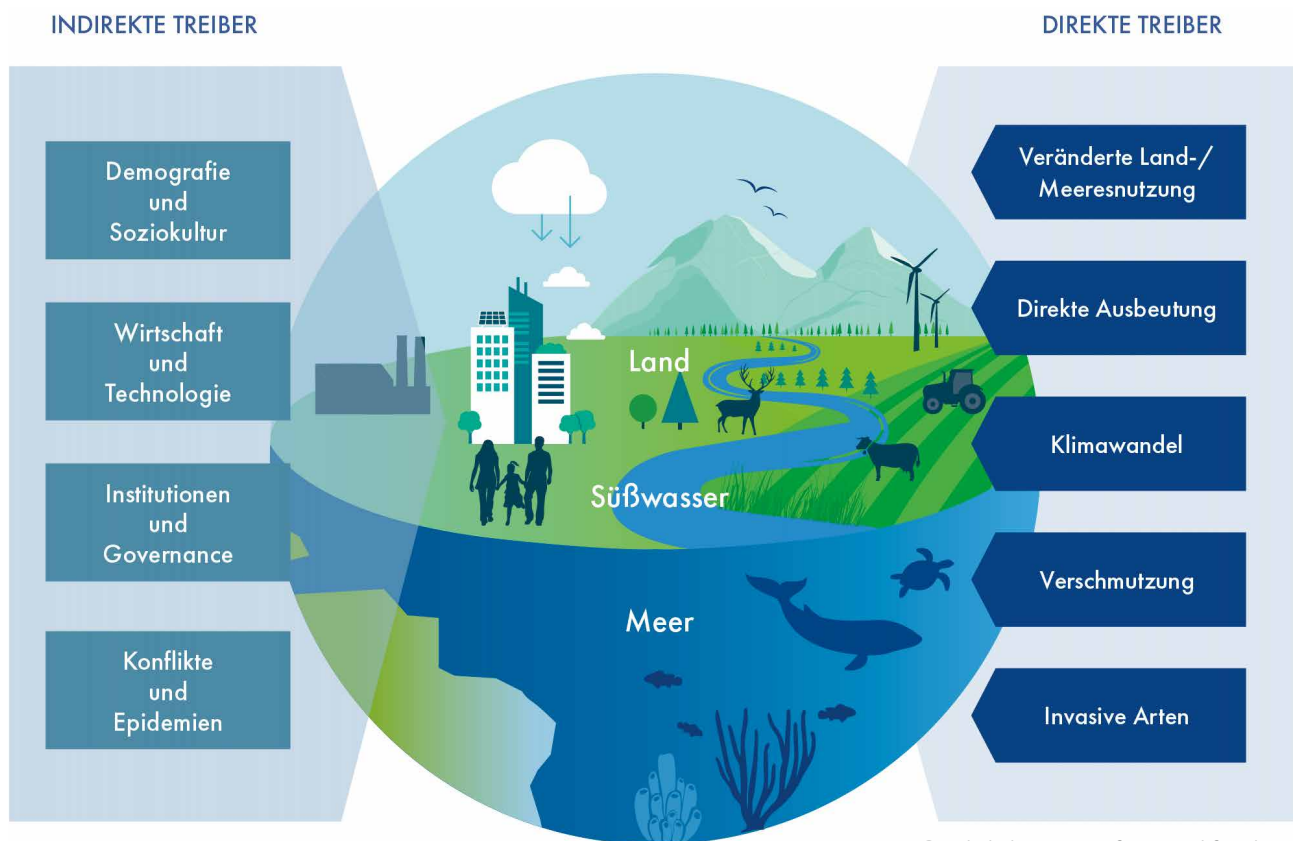 INDIREKTE TREIBER
Demografie
und
Soziokultur
Wirtschaft
und
Technologie
Institutionen
und
Governance
Konflikte
und
Epidemien
Land
Süßwasser
Meer
DIREKTE TREIBER
Veränderte Land-/
Meeresnutzung
Direkte Ausbeutung
Klimawandel
Verschmutzung
Invasive Arten